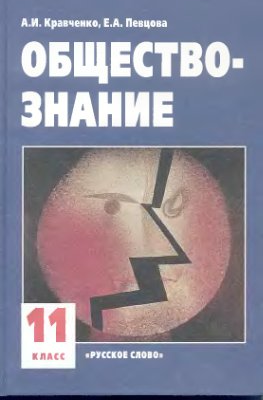 А.И. Кравченко, Е.А. Певцова
ОБЩЕСТВО-
ЗНАНИЕ
11
КЛАСС
«РУССКОЕ СЛОВО»